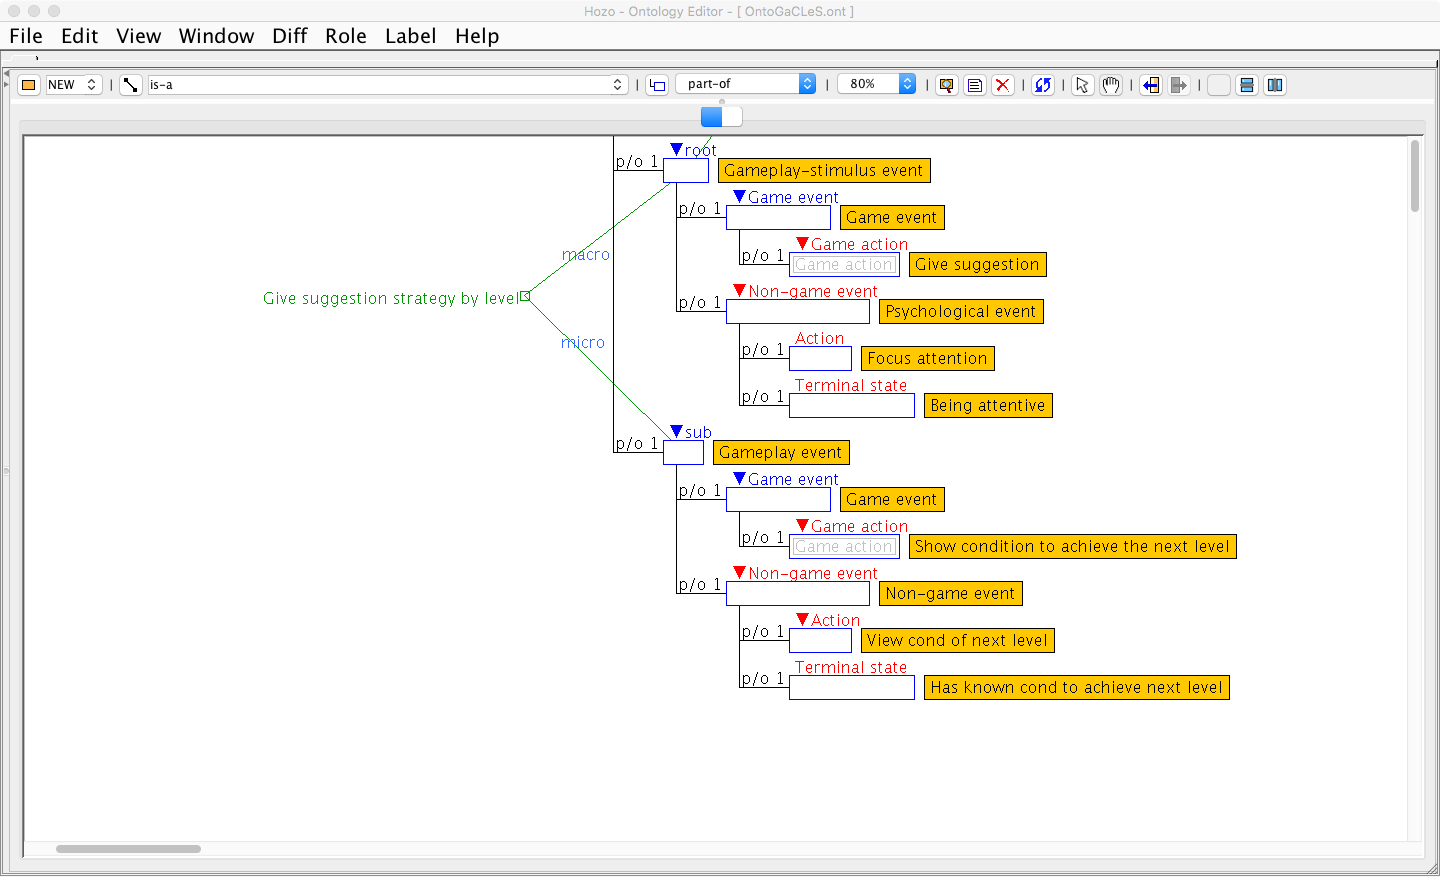 Hozo - Ontology Editor - [ OntoGaCLeS.ont ]
File Edit View Window Diff Role Label Help
NEW is-a part-of 80%
root
p/o 1 Gameplay-stimulus event
Game event
p/o 1 Game event
Game action
p/o 1 Game action Give suggestion
macro
Non-game event
Give suggestion strategy by level
p/o 1 Psychological event
Action
micro
p/o 1 Focus attention
Terminal state
p/o 1 Being attentive
sub
p/o 1 Gameplay event
Game event
p/o 1 Game event
Game action
p/o 1 Game action Show condition to achieve the next level
Non-game event
p/o 1 Non-game event
Action
p/o 1 View cond of next level
Terminal state
p/o 1 Has known cond to achieve next level